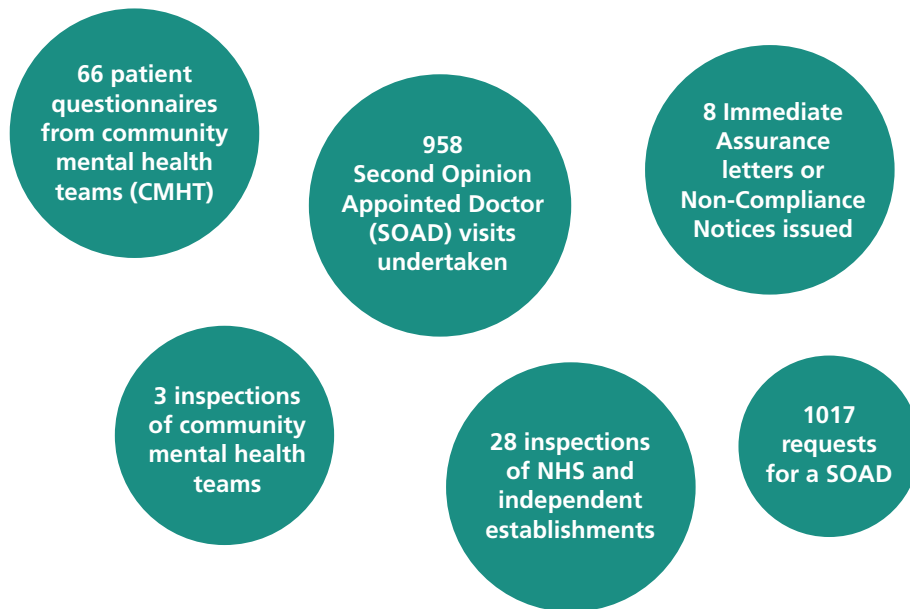 66 patient
questionnaires
from community
mental health
teams (CMHT)
958
Second Opinion
Appointed Doctor
(SOAD) visits
undertaken
8 Immediate
Assurance
letters or
Non-Compliance
Notices issued
3 inspections
of community
mental health
teams
28 inspections
of NHS and
independent
establishments
1017
requests
for a SOAD